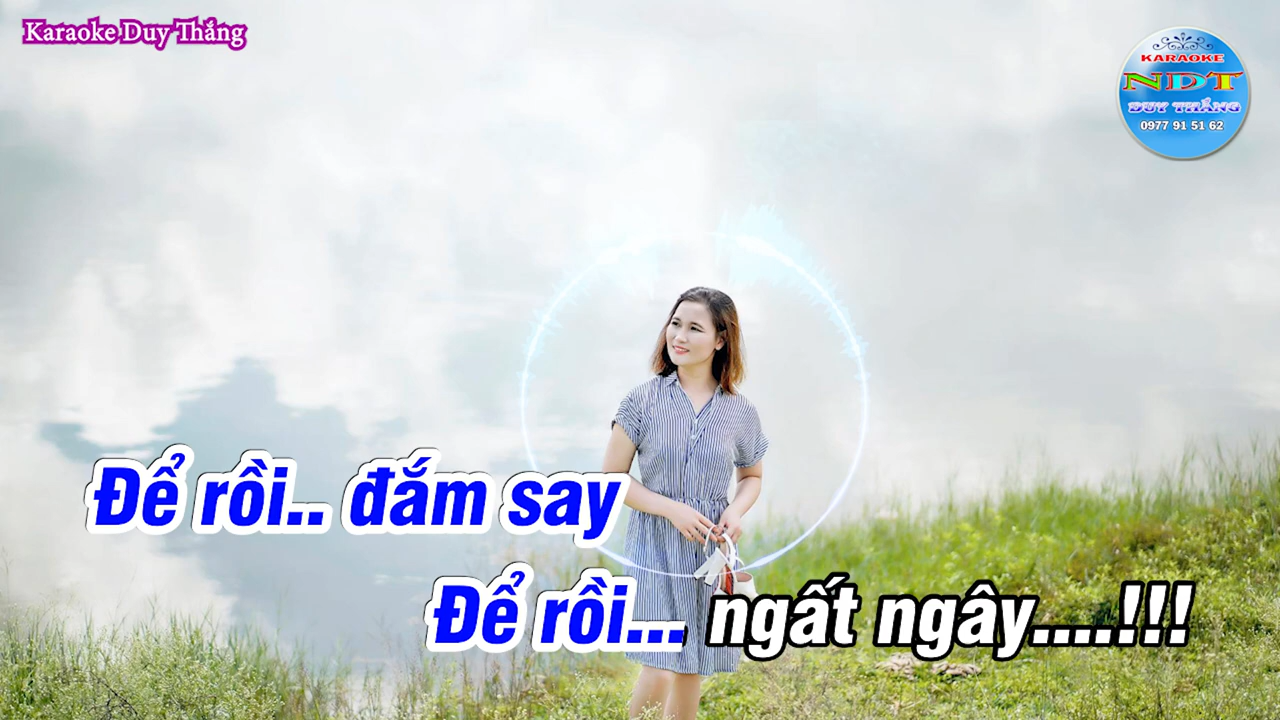 Karaoke Duy Thắng
KARAOKE
NDT
DUY THẮNG
0977 91 51 62
Để rồi.. đắm say
Để rồi... ngất ngây....!!!